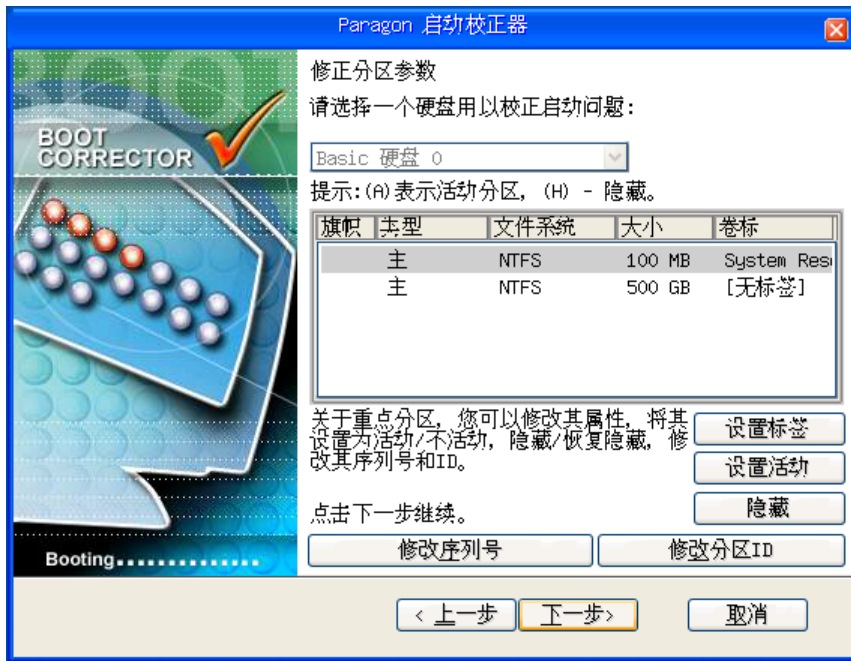 Paragon 启动校正器
BOOT
CORRECTOR
Booting..............
修正分区参数
请选择一个硬盘用以校正启动问题:
Basic 硬盘 0
提示:(A)表示活动分区, (H) - 隐藏。
旗帜 类型 文件系统 大小 卷标
主 NTFS 100 MB System Res
主 NTFS 500 GB [无标签]
关于重点分区, 您可以修改其属性, 将其
设置为活动/不活动, 隐藏/恢复隐藏, 修
改其序列号和ID。
点击下一步继续。
设置标签
设置活动
隐藏
修改序列号 修改分区ID
< 上一步 下一步> 取消